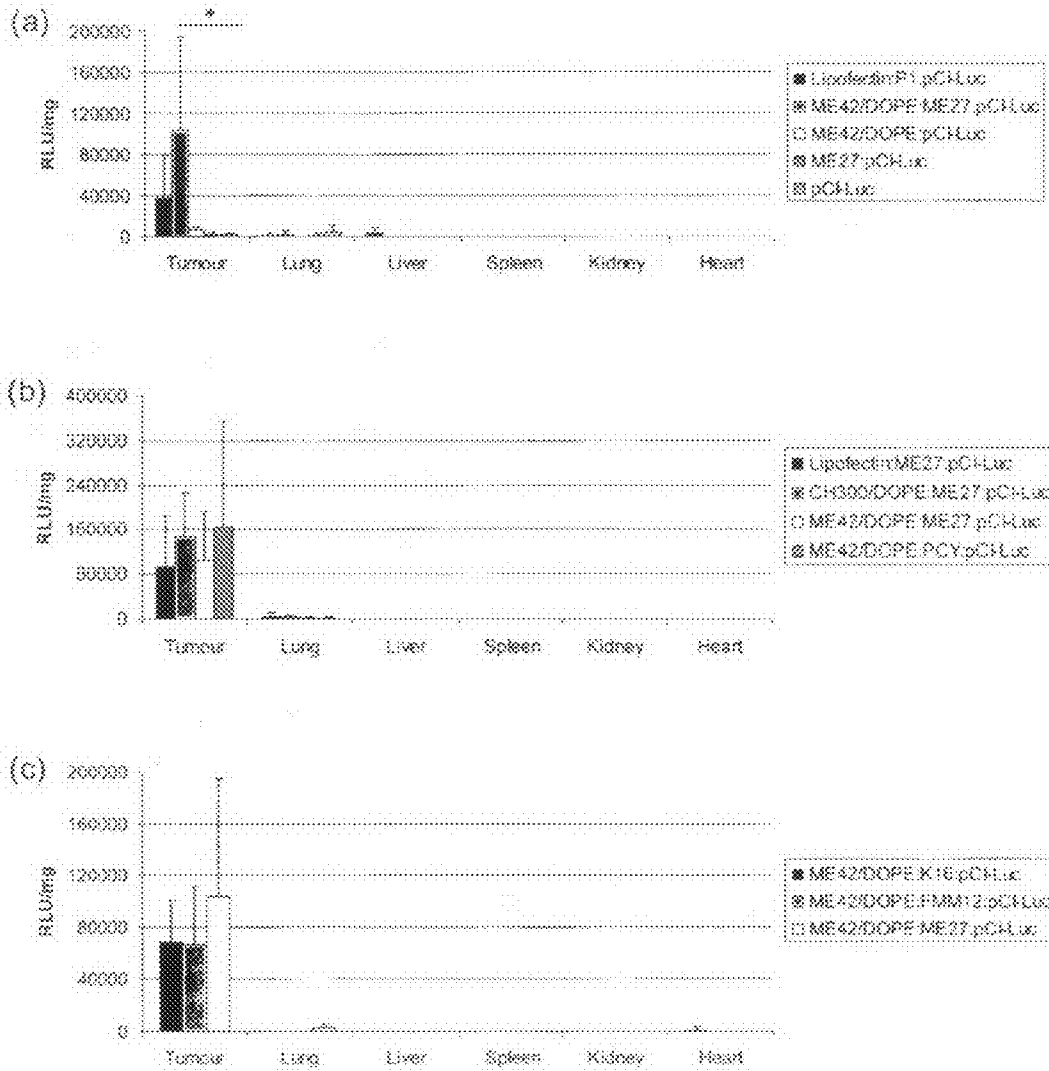 (a)
*
200000
160000
120000
80000
40000
0
RLU/mg
Tumour Lung Liver Spleen Kidney Heart
Lipofectin:P1:pCI-Luc
ME42/DOPE:ME27:pCI-Luc
ME42/DOPE:pCI-Luc
ME27:pCI-Luc
pCI-Luc
(b)
400000
320000
240000
160000
80000
0
RLU/mg
Tumour Lung Liver Spleen Kidney Heart
Lipofectin:ME27:pCI-Luc
CH300/DOPE:ME27:pCI-Luc
ME42/DOPE:ME27:pCI-Luc
ME42/DOPE:PCY:pCI-Luc
(c)
200000
160000
120000
80000
40000
0
RLU/mg
Tumour Lung Liver Spleen Kidney Heart
ME42/DOPE:K16:pCI-Luc
ME42/DOPE:FMM12:pCI-Luc
ME42/DOPE:ME27:pCI-Luc